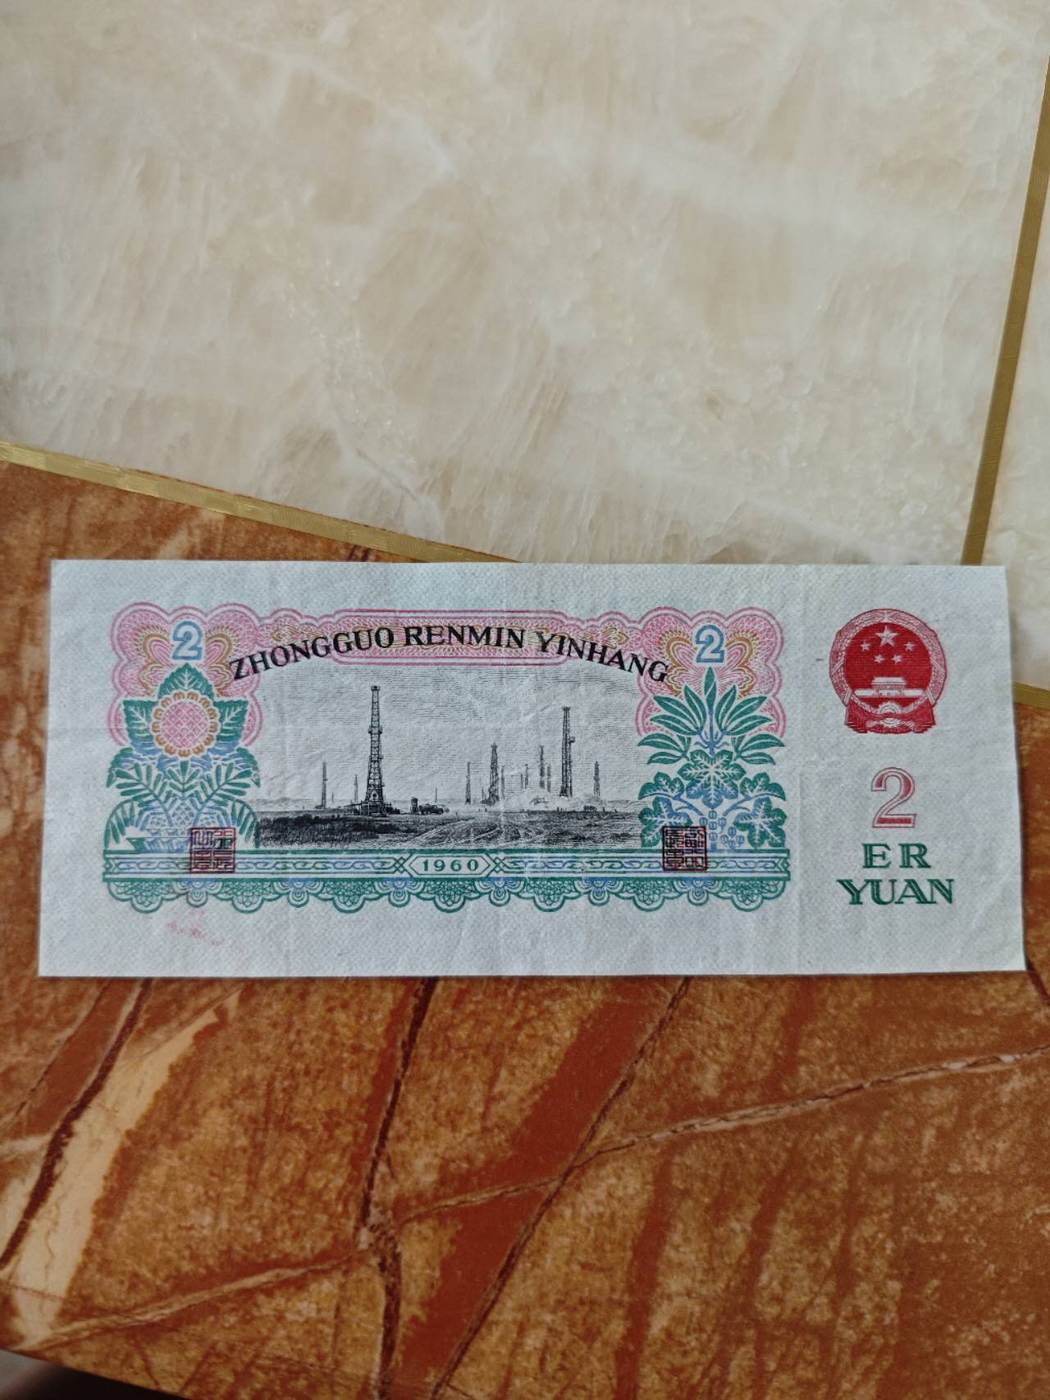 2
ZHONGGUO RENMIN YINHANG
2
1960
2
ER
YUAN